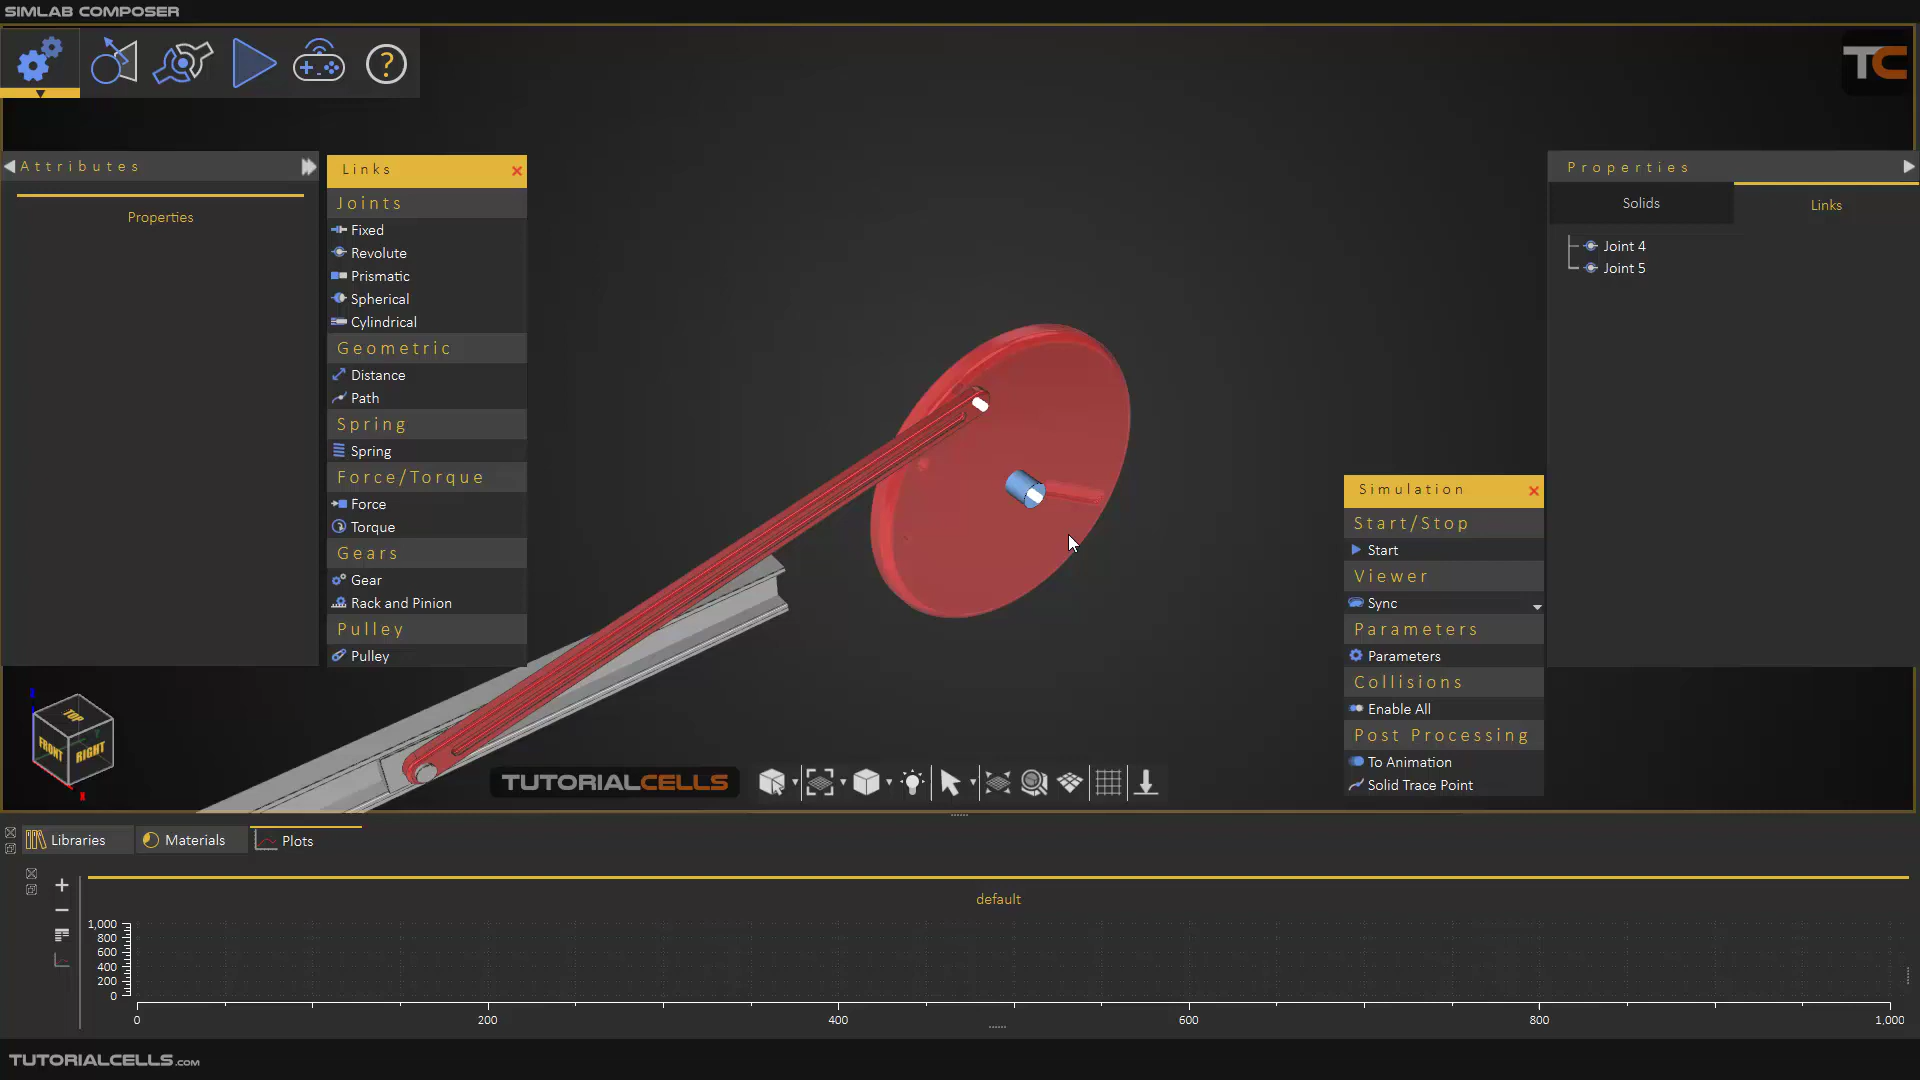 SIMLAB COMPOSER
TC
Attributes
Properties
Links
Joints
Fixed
Revolute
Prismatic
Spherical
Cylindrical
Geometric
Distance
Path
Spring
Spring
Force/Torque
Force
Torque
Gears
Gear
Rack and Pinion
Pulley
Pulley
Properties
Solids
Links
Joint 4
Joint 5
Simulation
Start/Stop
Start
Viewer
Sync
Parameters
Parameters
Collisions
Enable All
Post Processing
To Animation
Solid Trace Point
TOP
FRONT
RIGHT
TUTORIALCELLS
Libraries
Materials
Plots
default
1,000
800
600
400
200
0
0
200
400
600
800
1,000
TUTORIALCELLS.COM